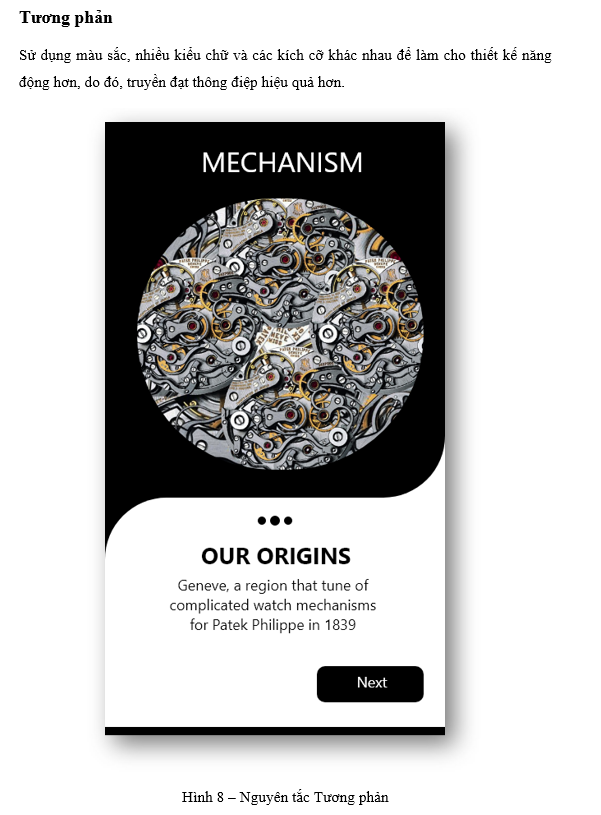 Tương phản
Sử dụng màu sắc, nhiều kiểu chữ và các kích cỡ khác nhau để làm cho thiết kế năng
động hơn, do đó, truyền đạt thông điệp hiệu quả hơn.
MECHANISM
OUR ORIGINS
Geneve, a region that tune of
complicated watch mechanisms
for Patek Philippe in 1839
Next
Hình 8 – Nguyên tắc Tương phản